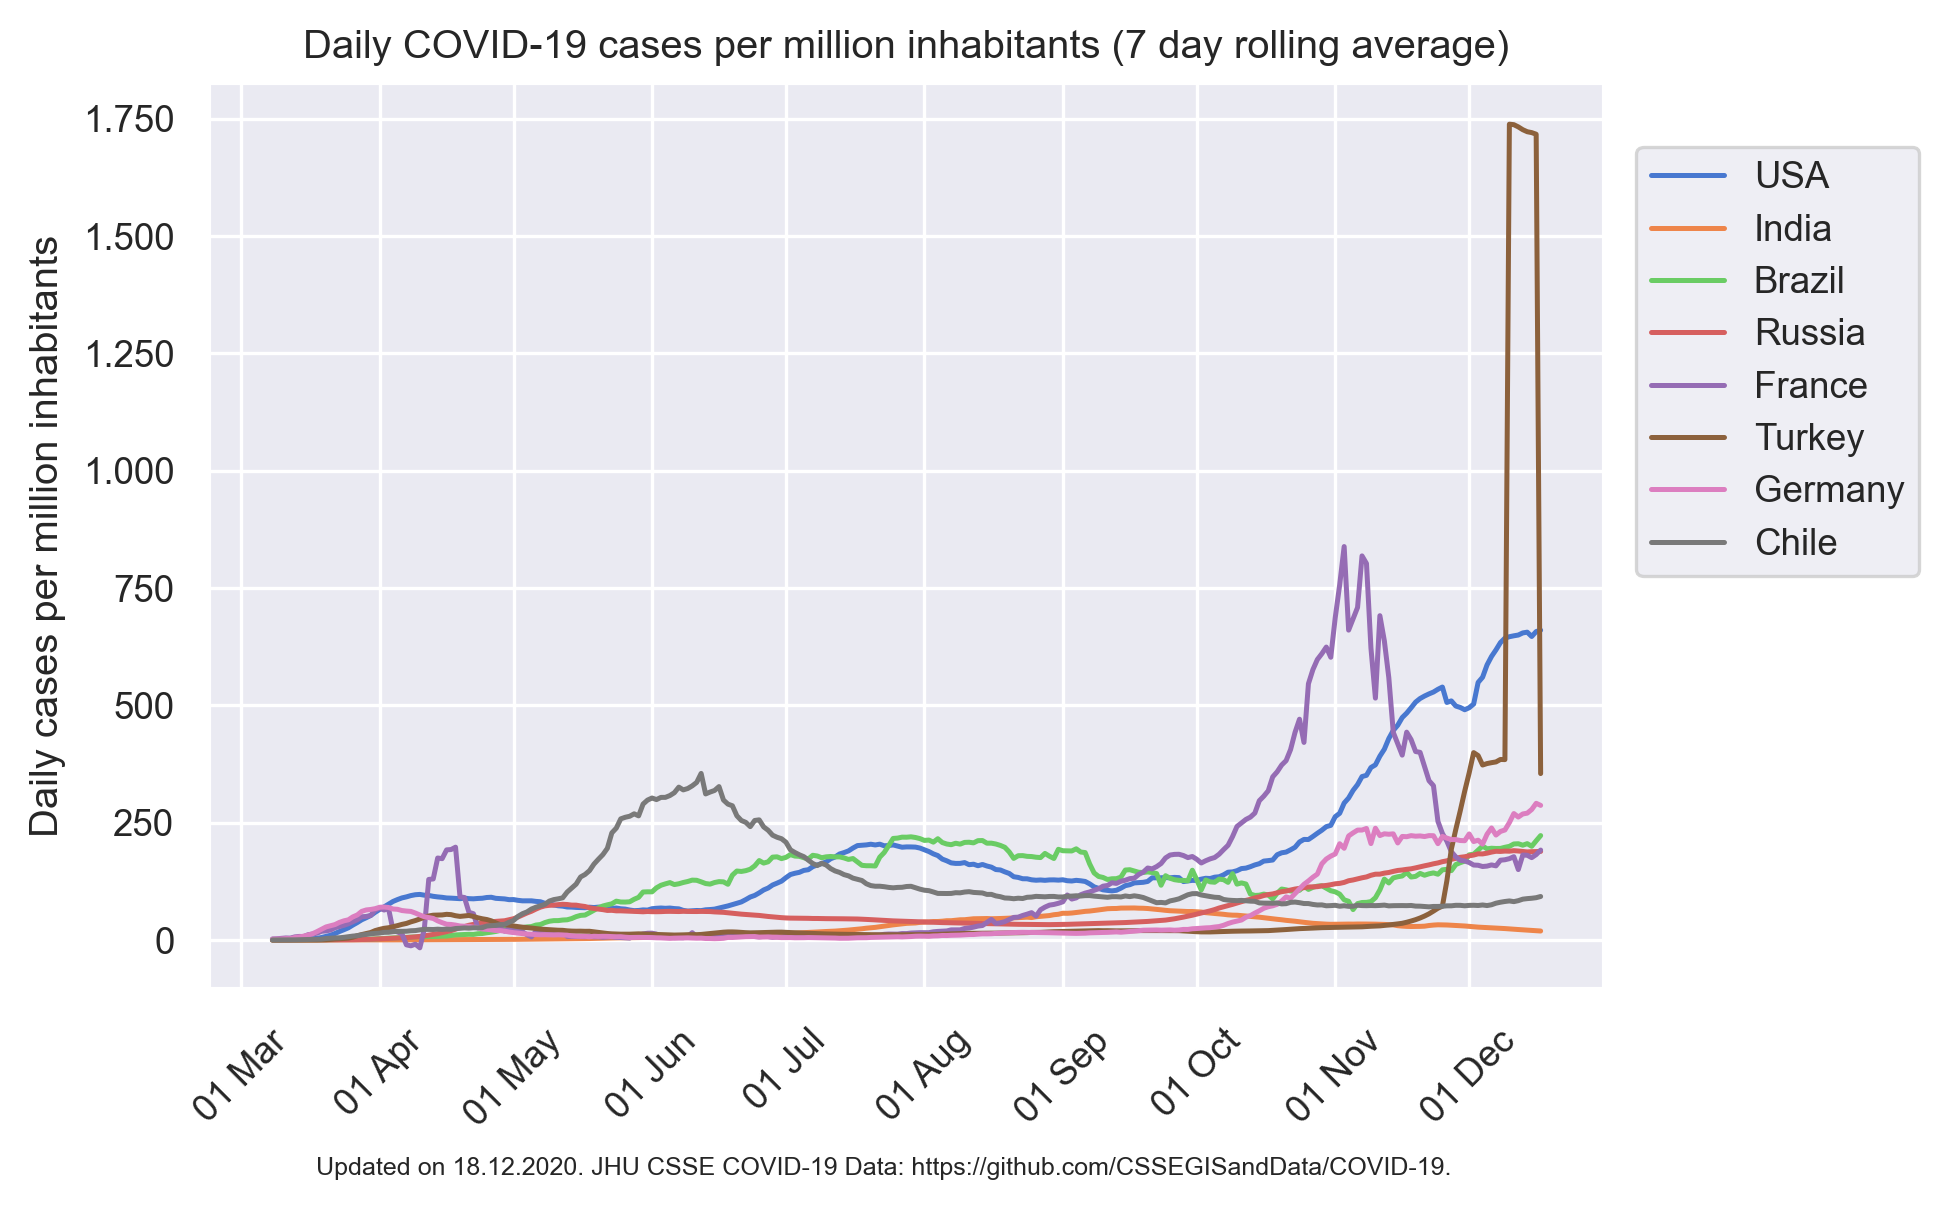 Daily COVID-19 cases per million inhabitants (7 day rolling average)
Daily cases per million inhabitants
1.750
1.500
1.250
1.000
750
500
250
0
01 Mar
01 Apr
01 May
01 Jun
01 Jul
01 Aug
01 Sep
01 Oct
01 Nov
01 Dec
USA
India
Brazil
Russia
France
Turkey
Germany
Chile
Updated on 18.12.2020. JHU CSSE COVID-19 Data: https://github.com/CSSEGISandData/COVID-19.